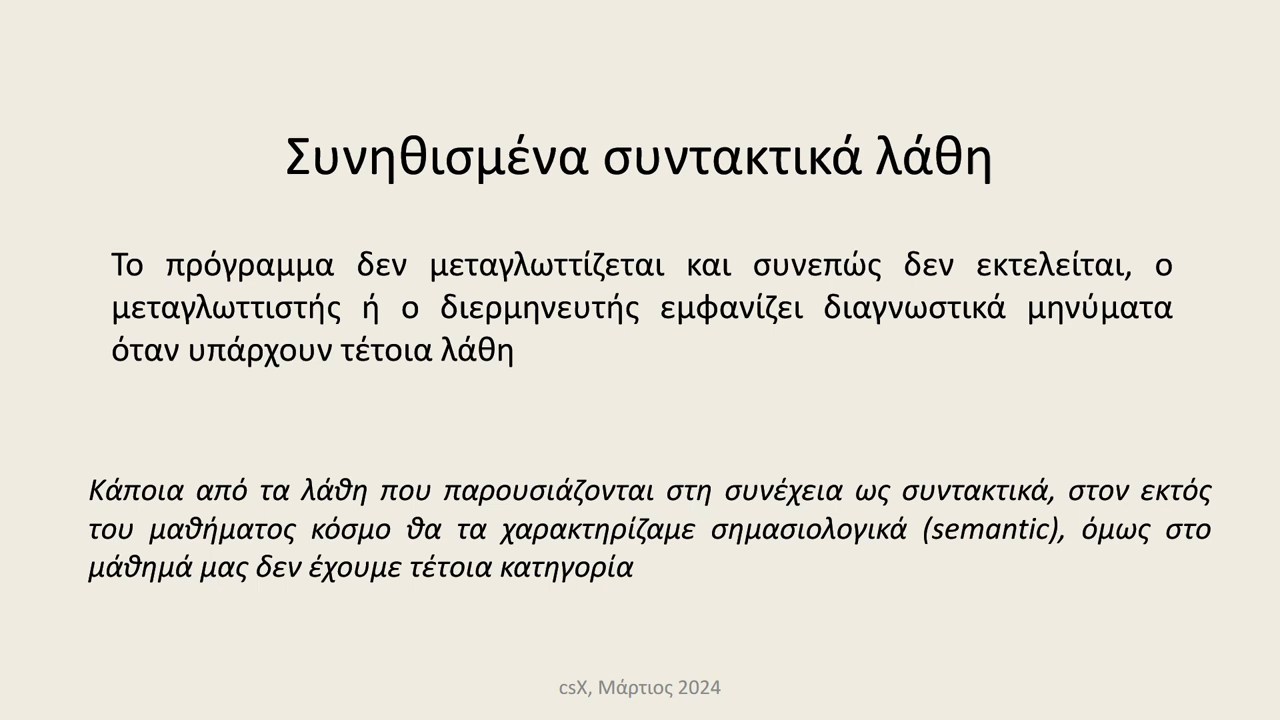 Συνηθισμένα συντακτικά λάθη
Το πρόγραμμα δεν μεταγλωττίζεται και συνεπώς δεν εκτελείται, ο
μεταγλωττιστής ή ο διερμηνευτής εμφανίζει διαγνωστικά μηνύματα
όταν υπάρχουν τέτοια λάθη
Κάποια από τα λάθη που παρουσιάζονται στη συνέχεια ως συντακτικά, στον εκτός
του μαθήματος κόσμο θα τα χαρακτηρίζαμε σημασιολογικά (semantic), όμως στο
μάθημά μας δεν έχουμε τέτοια κατηγορία
csX, Μάρτιος 2024